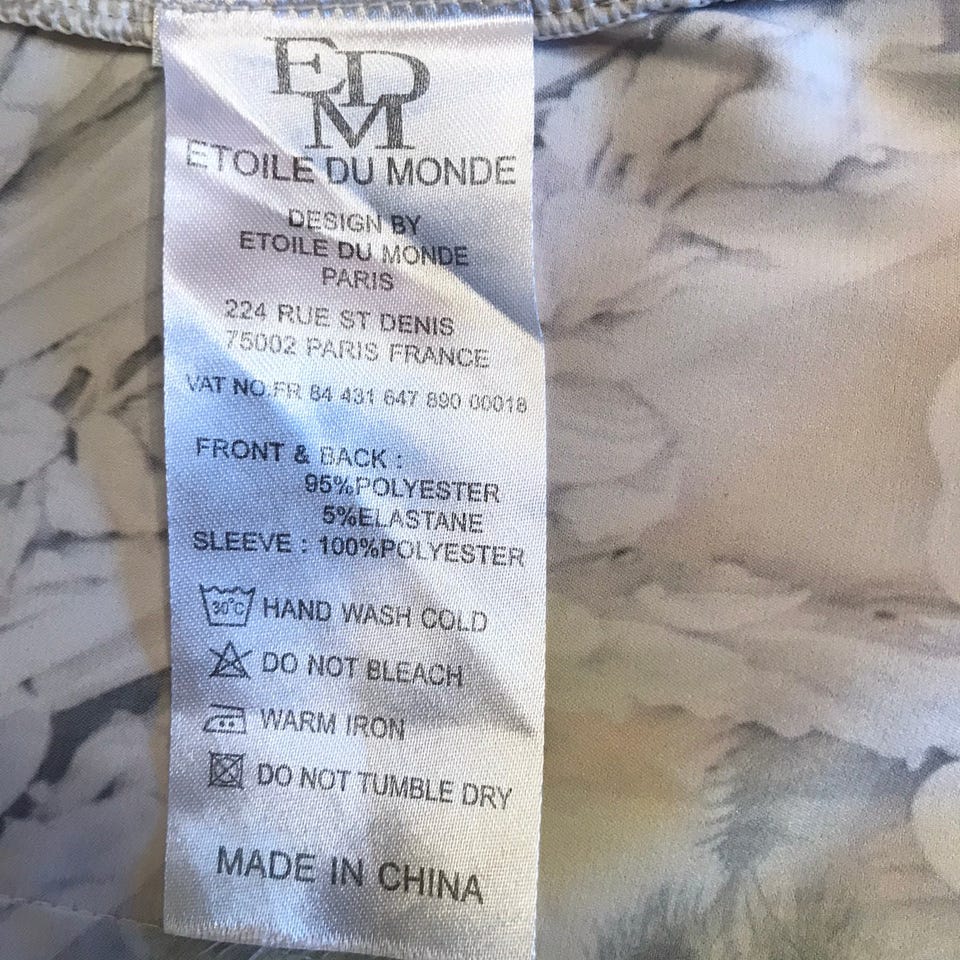 EDM
ETOILE DU MONDE
DESIGN BY
ETOILE DU MONDE
PARIS
224 RUE ST DENIS
75002 PARIS FRANCE
VAT NO.FR 84 431 647 890 00018
FRONT & BACK :
95%POLYESTER
5%ELASTANE
SLEEVE : 100%POLYESTER
30°C HAND WASH COLD
DO NOT BLEACH
WARM IRON
DO NOT TUMBLE DRY
MADE IN CHINA